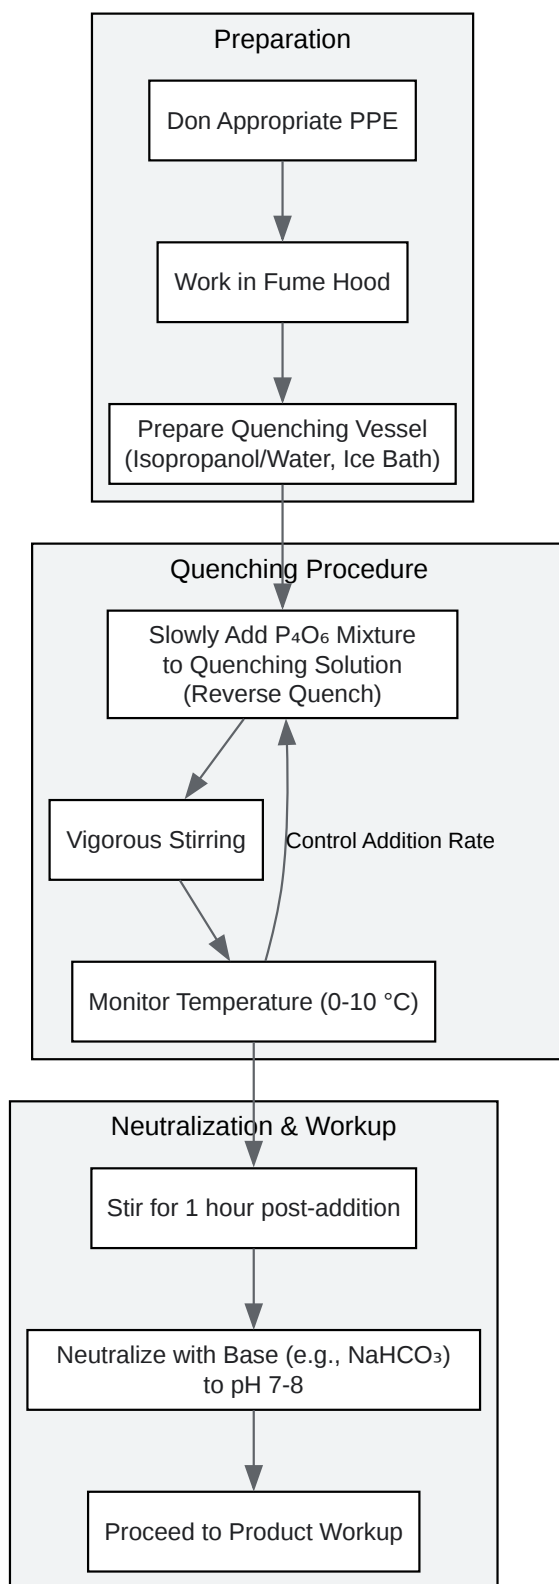 Preparation
Don Appropriate PPE
Work in Fume Hood
Prepare Quenching Vessel
(Isopropanol/Water, Ice Bath)
Quenching Procedure
Slowly Add P₄O₆ Mixture
to Quenching Solution
(Reverse Quench)
Vigorous Stirring
Control Addition Rate
Monitor Temperature (0-10 °C)
Neutralization & Workup
Stir for 1 hour post-addition
Neutralize with Base (e.g., NaHCO₃)
to pH 7-8
Proceed to Product Workup